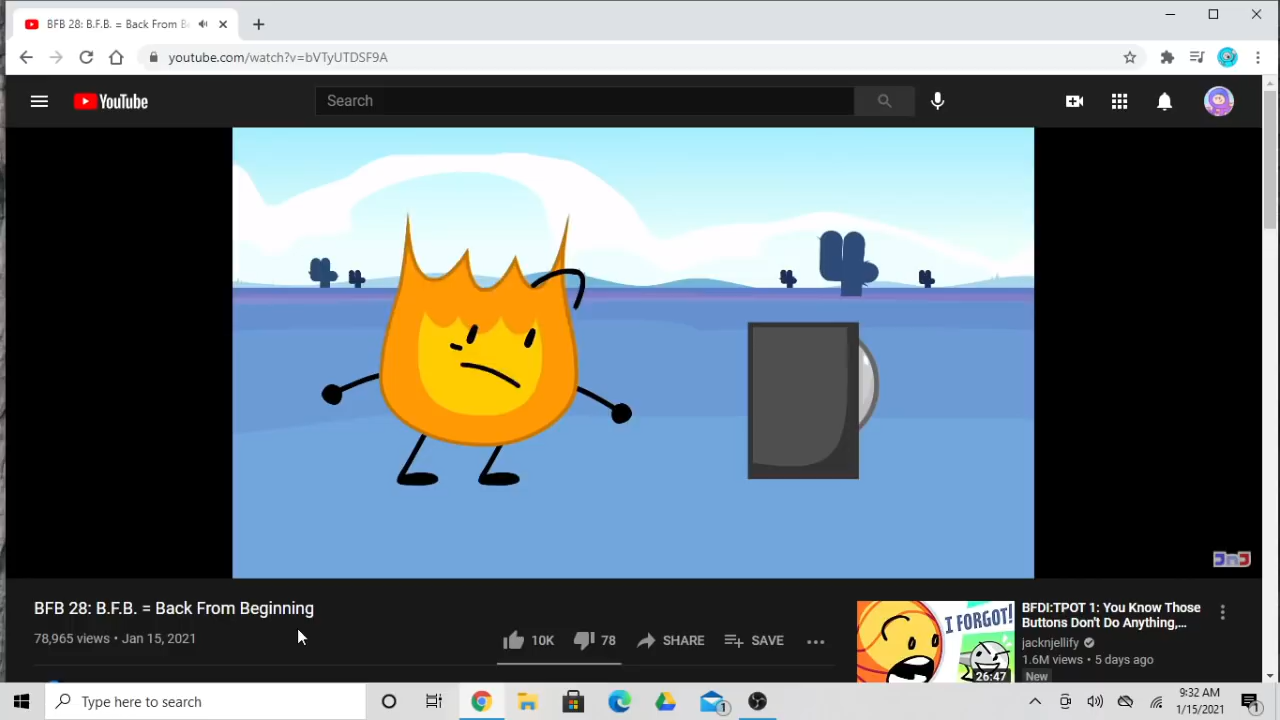 BFB 28: B.F.B. = Back From B
youtube.com/watch?v=bVTyUTDSF9A
YouTube
Search
BFB 28: B.F.B. = Back From Beginning
78,965 views • Jan 15, 2021
10K
78
SHARE
SAVE
I FORGOT!
26:47
BFDI:TPOT 1: You Know Those
Buttons Don't Do Anything,...
jacknjellify
1.6M views • 5 days ago
New
Type here to search
1
9:32 AM
1/15/2021
1